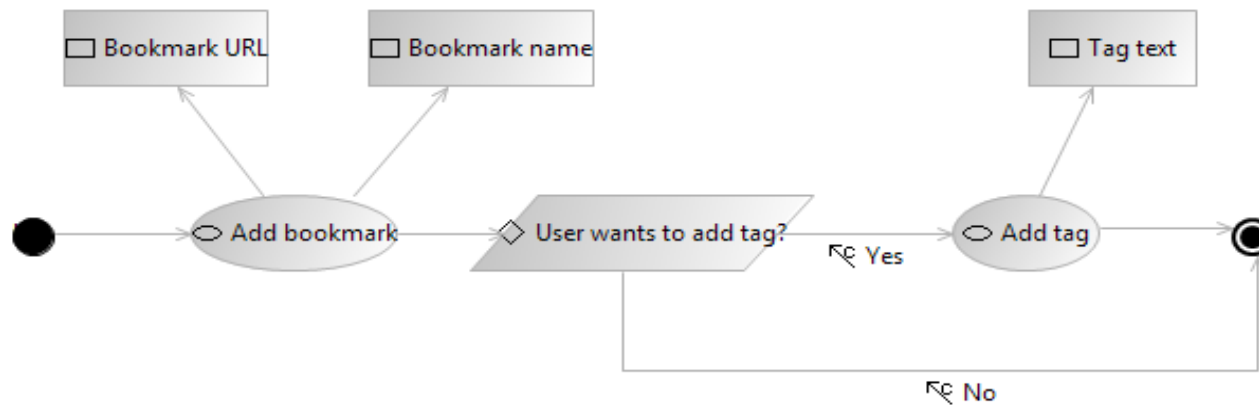 Bookmark URL
Bookmark name
Tag text
Add bookmark
User wants to add tag?
Yes
Add tag
No